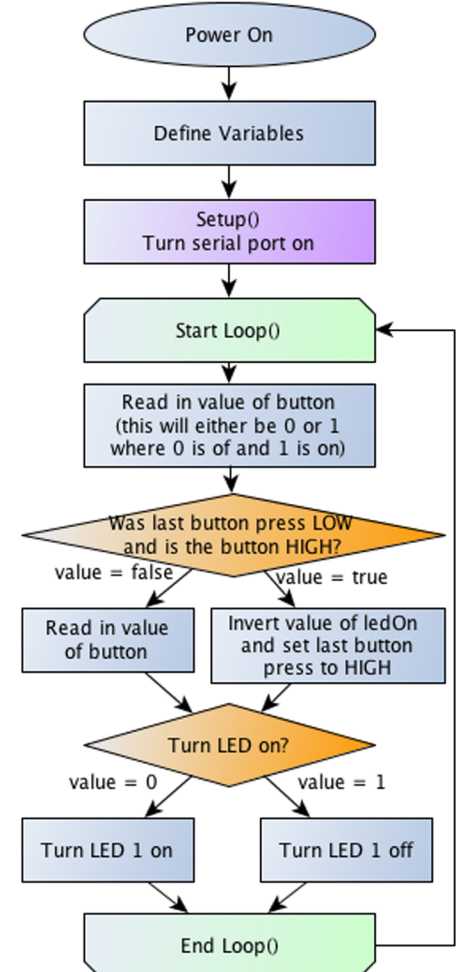 Power On
Define Variables
Setup()
Turn serial port on
Start Loop()
Read in value of button
(this will either be 0 or 1
where 0 is of and 1 is on)
Was last button press LOW
and is the button HIGH?
value = false
value = true
Read in value
of button
Invert value of ledOn
and set last button
press to HIGH
Turn LED on?
value = 0
value = 1
Turn LED 1 on
Turn LED 1 off
End Loop()